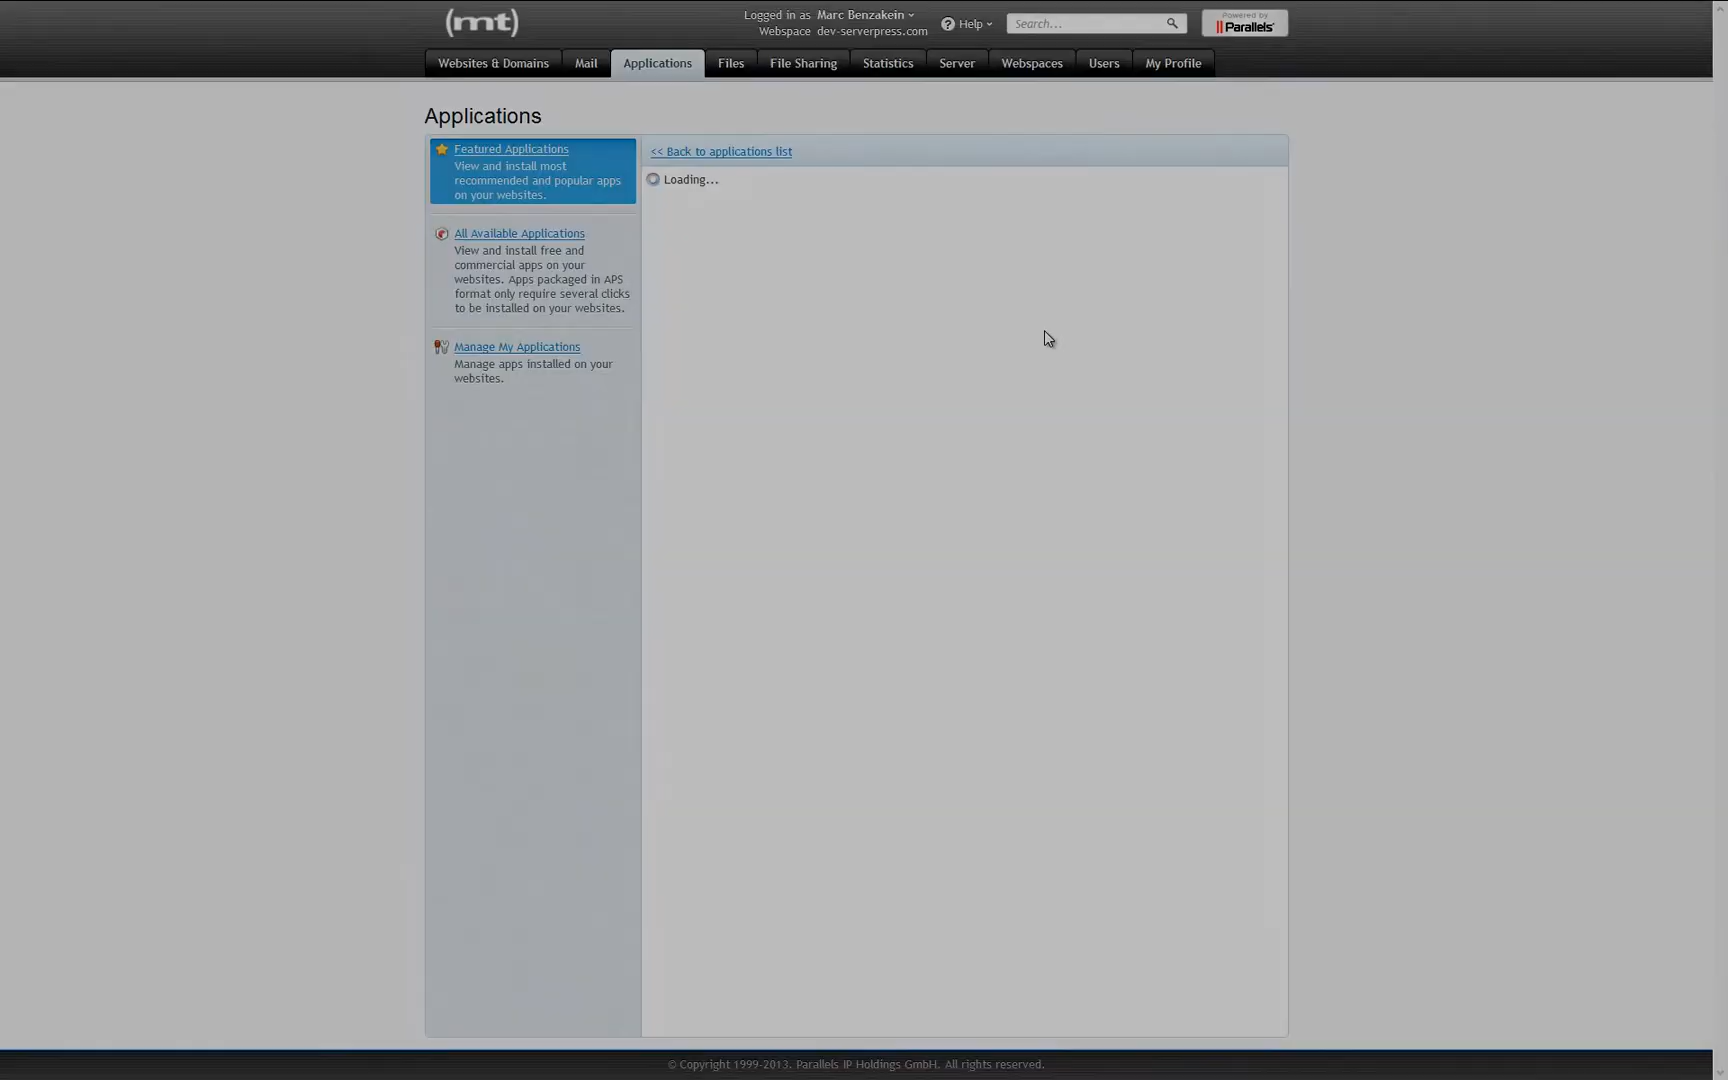 (mt)
Logged in as Marc Benzakein
Webspace dev-serverpress.com
Help
Search...
Powered by
Parallels
Websites & Domains
Mail
Applications
Files
File Sharing
Statistics
Server
Webspaces
Users
My Profile
Applications
Featured Applications
View and install most
recommended and popular apps
on your websites.
All Available Applications
View and install free and
commercial apps on your
websites. Apps packaged in APS
format only require several clicks
to be installed on your websites.
Manage My Applications
Manage apps installed on your
websites.
<< Back to applications list
Loading...
© Copyright 1999-2013. Parallels IP Holdings GmbH. All rights reserved.